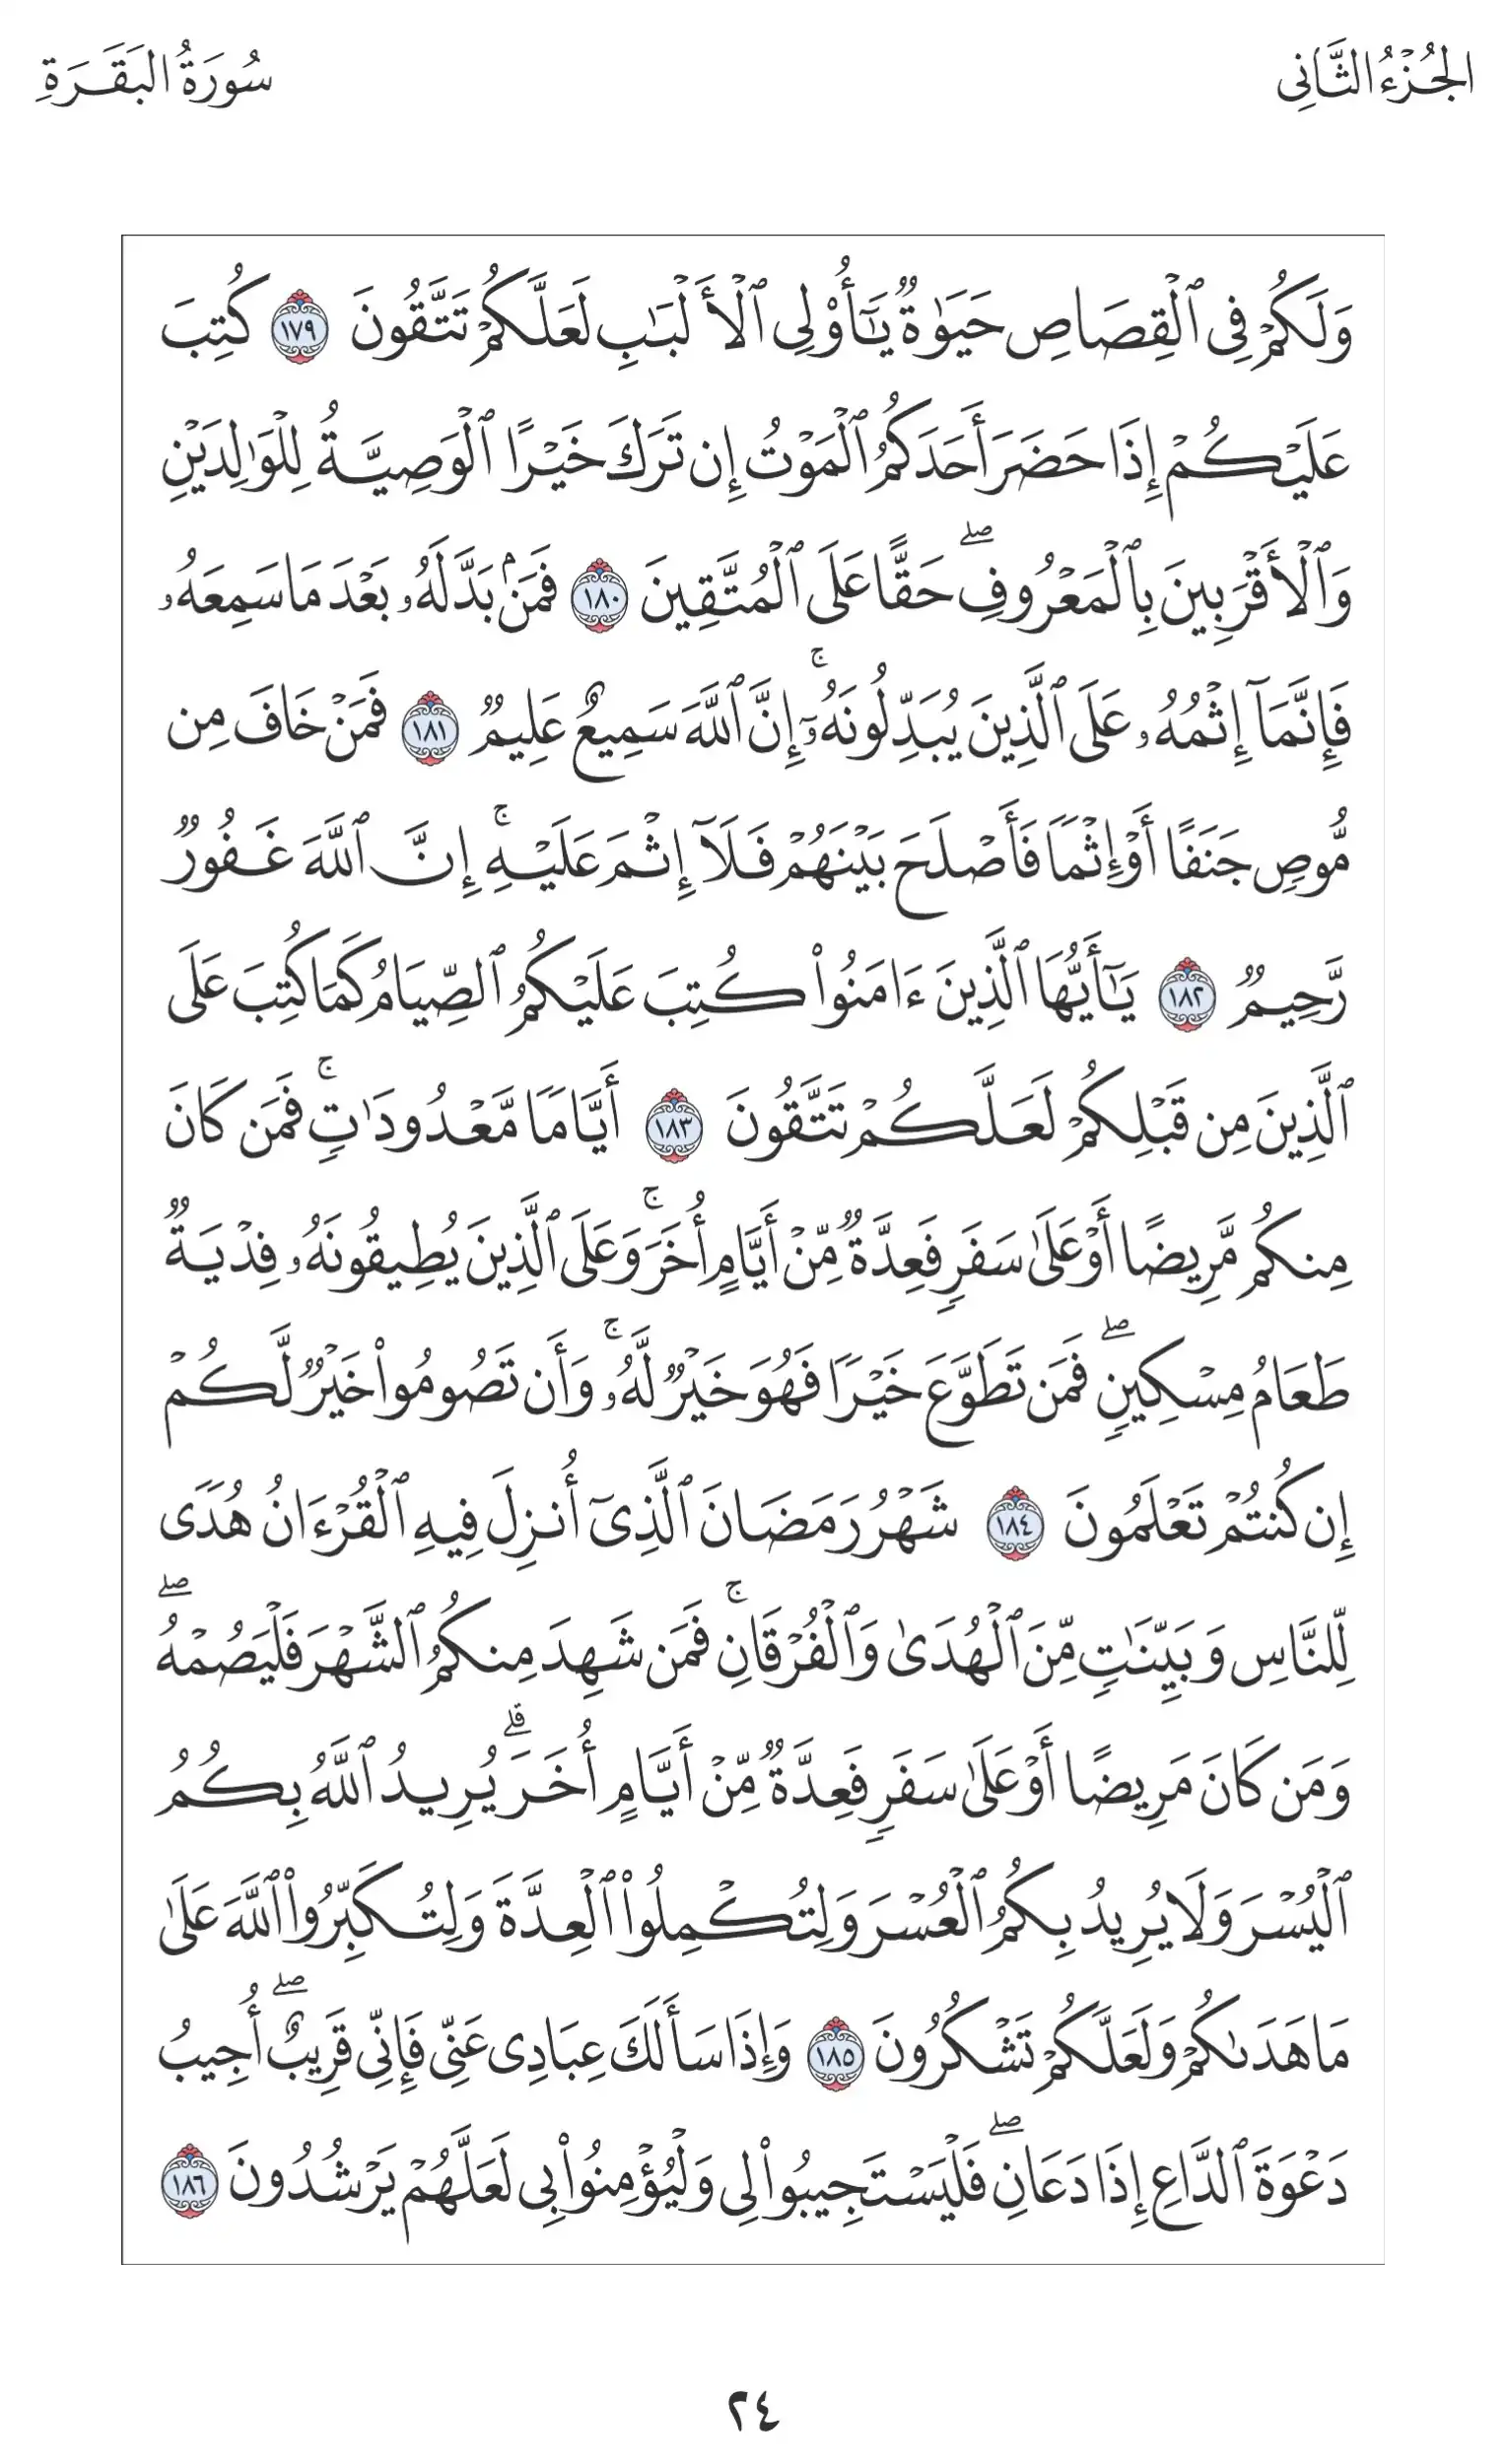 الجُزْءُ الثَّانِى
سُورَةُ البَقَرَةِ
وَلَكُمْ فِى ٱلْقِصَاصِ حَيَوٰةٌ يَٰٓأُو۟لِى ٱلْأَلْبَٰبِ لَعَلَّكُمْ تَتَّقُونَ ١٧٩ كُتِبَ
عَلَيْكُمْ إِذَا حَضَرَ أَحَدَكُمُ ٱلْمَوْتُ إِن تَرَكَ خَيْرًا ٱلْوَصِيَّةُ لِلْوَٰلِدَيْنِ
وَٱلْأَقْرَبِينَ بِٱلْمَعْرُوفِ ۖ حَقًّا عَلَى ٱلْمُتَّقِينَ ١٨٠ فَمَنۢ بَدَّلَهُۥ بَعْدَ مَا سَمِعَهُۥ
فَإِنَّمَآ إِثْمُهُۥ عَلَى ٱلَّذِينَ يُبَدِّلُونَهُۥٓ ۚ إِنَّ ٱللَّهَ سَمِيعٌ عَلِيمٌ ١٨١ فَمَنْ خَافَ مِن
مُّوصٍ جَنَفًا أَوْ إِثْمًا فَأَصْلَحَ بَيْنَهُمْ فَلَآ إِثْمَ عَلَيْهِ ۚ إِنَّ ٱللَّهَ غَفُورٌ
رَّحِيمٌ ١٨٢ يَٰٓأَيُّهَا ٱلَّذِينَ ءَامَنُوا۟ كُتِبَ عَلَيْكُمُ ٱلصِّيَامُ كَمَا كُتِبَ عَلَى
ٱلَّذِينَ مِن قَبْلِكُمْ لَعَلَّكُمْ تَتَّقُونَ ١٨٣ أَيَّامًا مَّعْدُودَٰتٍ ۚ فَمَن كَانَ
مِنكُم مَّرِيضًا أَوْ عَلَىٰ سَفَرٍ فَعِدَّةٌ مِّنْ أَيَّامٍ أُخَرَ ۚ وَعَلَى ٱلَّذِينَ يُطِيقُونَهُۥ فِدْيَةٌ
طَعَامُ مِسْكِينٍ ۖ فَمَن تَطَوَّعَ خَيْرًا فَهُوَ خَيْرٌ لَّهُۥ ۚ وَأَن تَصُومُوا۟ خَيْرٌ لَّكُمْ
إِن كُنتُمْ تَعْلَمُونَ ١٨٤ شَهْرُ رَمَضَانَ ٱلَّذِىٓ أُنزِلَ فِيهِ ٱلْقُرْءَانُ هُدًى
لِّلنَّاسِ وَبَيِّنَٰتٍ مِّنَ ٱلْهُدَىٰ وَٱلْفُرْقَانِ ۚ فَمَن شَهِدَ مِنكُمُ ٱلشَّهْرَ فَلْيَصُمْهُ ۖ
وَمَن كَانَ مَرِيضًا أَوْ عَلَىٰ سَفَرٍ فَعِدَّةٌ مِّنْ أَيَّامٍ أُخَرَ ۗ يُرِيدُ ٱللَّهُ بِكُمُ
ٱلْيُسْرَ وَلَا يُرِيدُ بِكُمُ ٱلْعُسْرَ وَلِتُكْمِلُوا۟ ٱلْعِدَّةَ وَلِتُكَبِّرُوا۟ ٱللَّهَ عَلَىٰ
مَا هَدَىٰكُمْ وَلَعَلَّكُمْ تَشْكُرُونَ ١٨٥ وَإِذَا سَأَلَكَ عِبَادِى عَنِّى فَإِنِّى قَرِيبٌ ۖ أُجِيبُ
دَعْوَةَ ٱلدَّاعِ إِذَا دَعَانِ ۖ فَلْيَسْتَجِيبُوا۟ لِى وَلْيُؤْمِنُوا۟ بِى لَعَلَّهُمْ يَرْشُدُونَ ١٨٦
٢٤